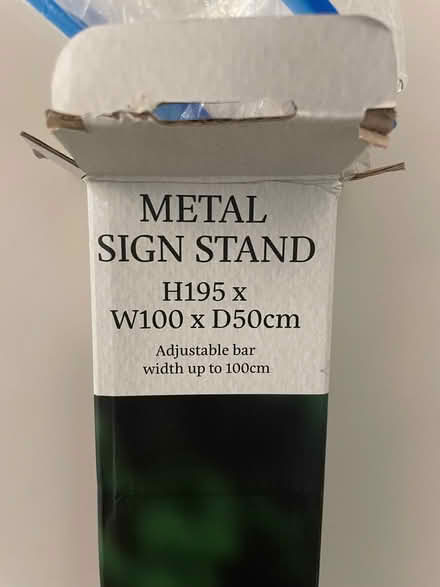 METAL
SIGN STAND
H195 x
W100 x D50cm
Adjustable bar
width up to 100cm